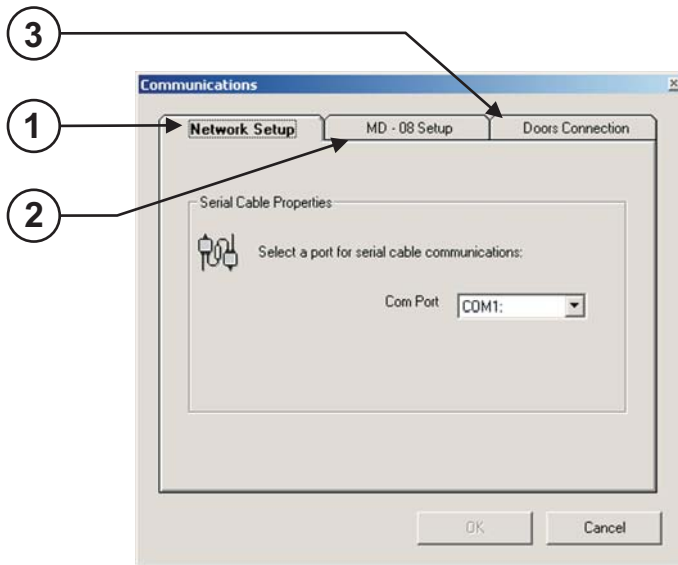 3
Communications
1
Network Setup MD - 08 Setup Doors Connection
2
Serial Cable Properties
Select a port for serial cable communications:
Com Port COM1:
OK Cancel